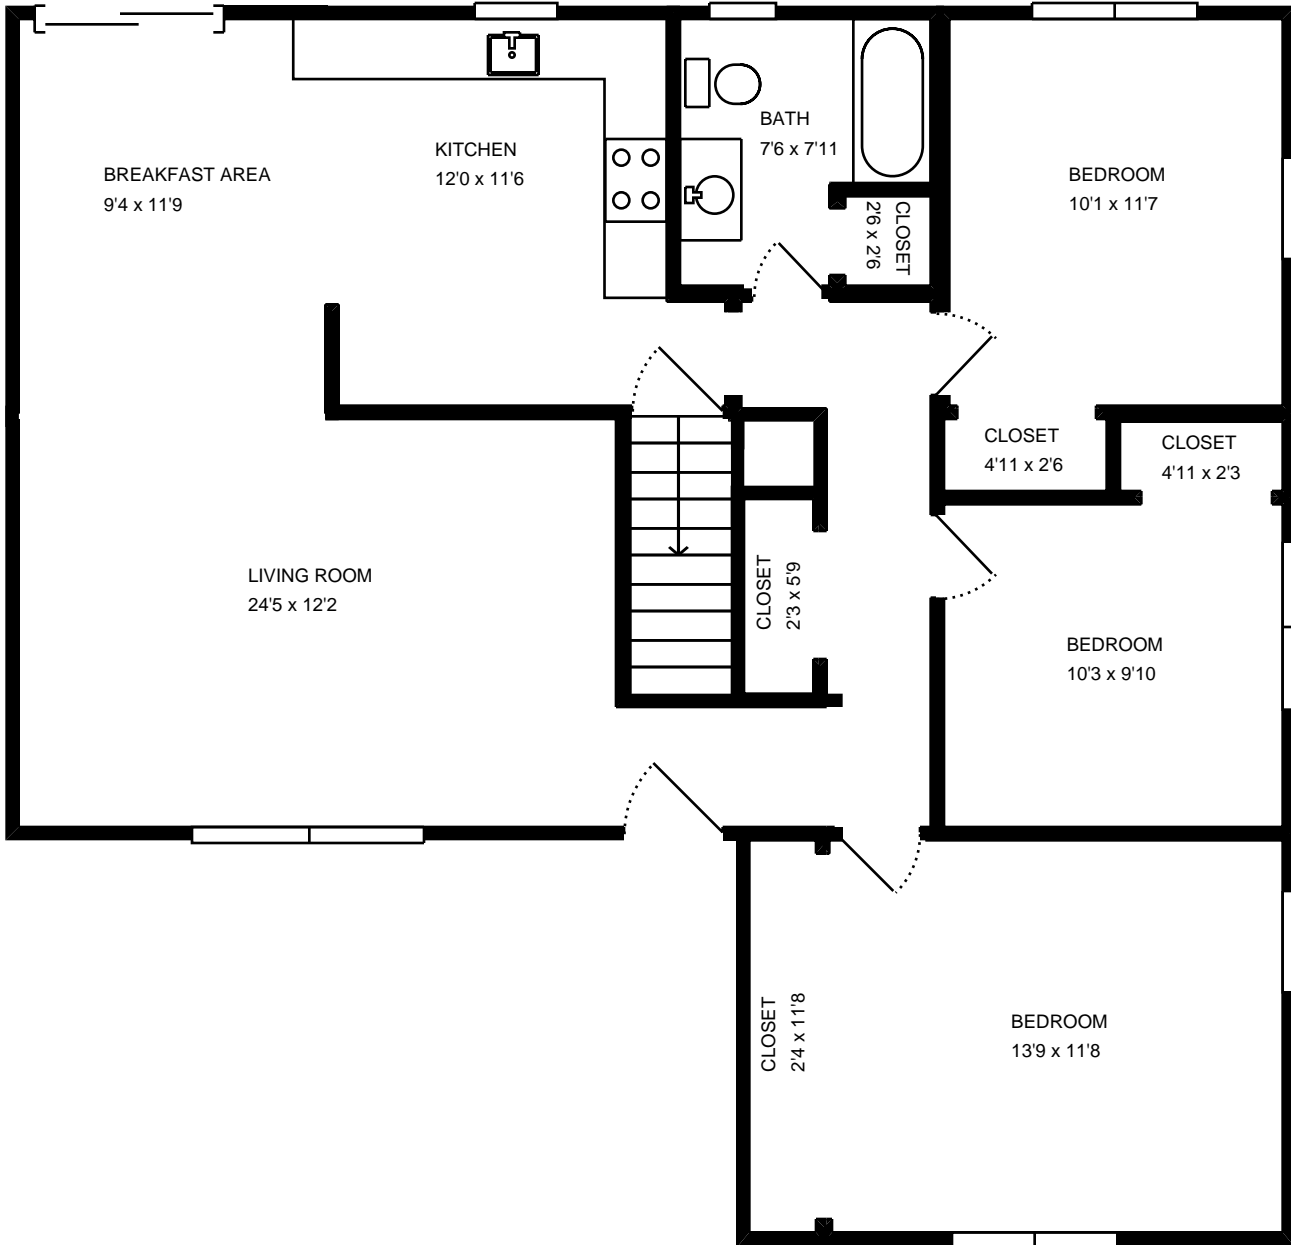 BREAKFAST AREA
9'4 x 11'9
KITCHEN
12'0 x 11'6
BATH
7'6 x 7'11
CLOSET
2'6 x 2'6
BEDROOM
10'1 x 11'7
CLOSET
4'11 x 2'6
CLOSET
4'11 x 2'3
LIVING ROOM
24'5 x 12'2
CLOSET
2'3 x 5'9
BEDROOM
10'3 x 9'10
CLOSET
2'4 x 11'8
BEDROOM
13'9 x 11'8